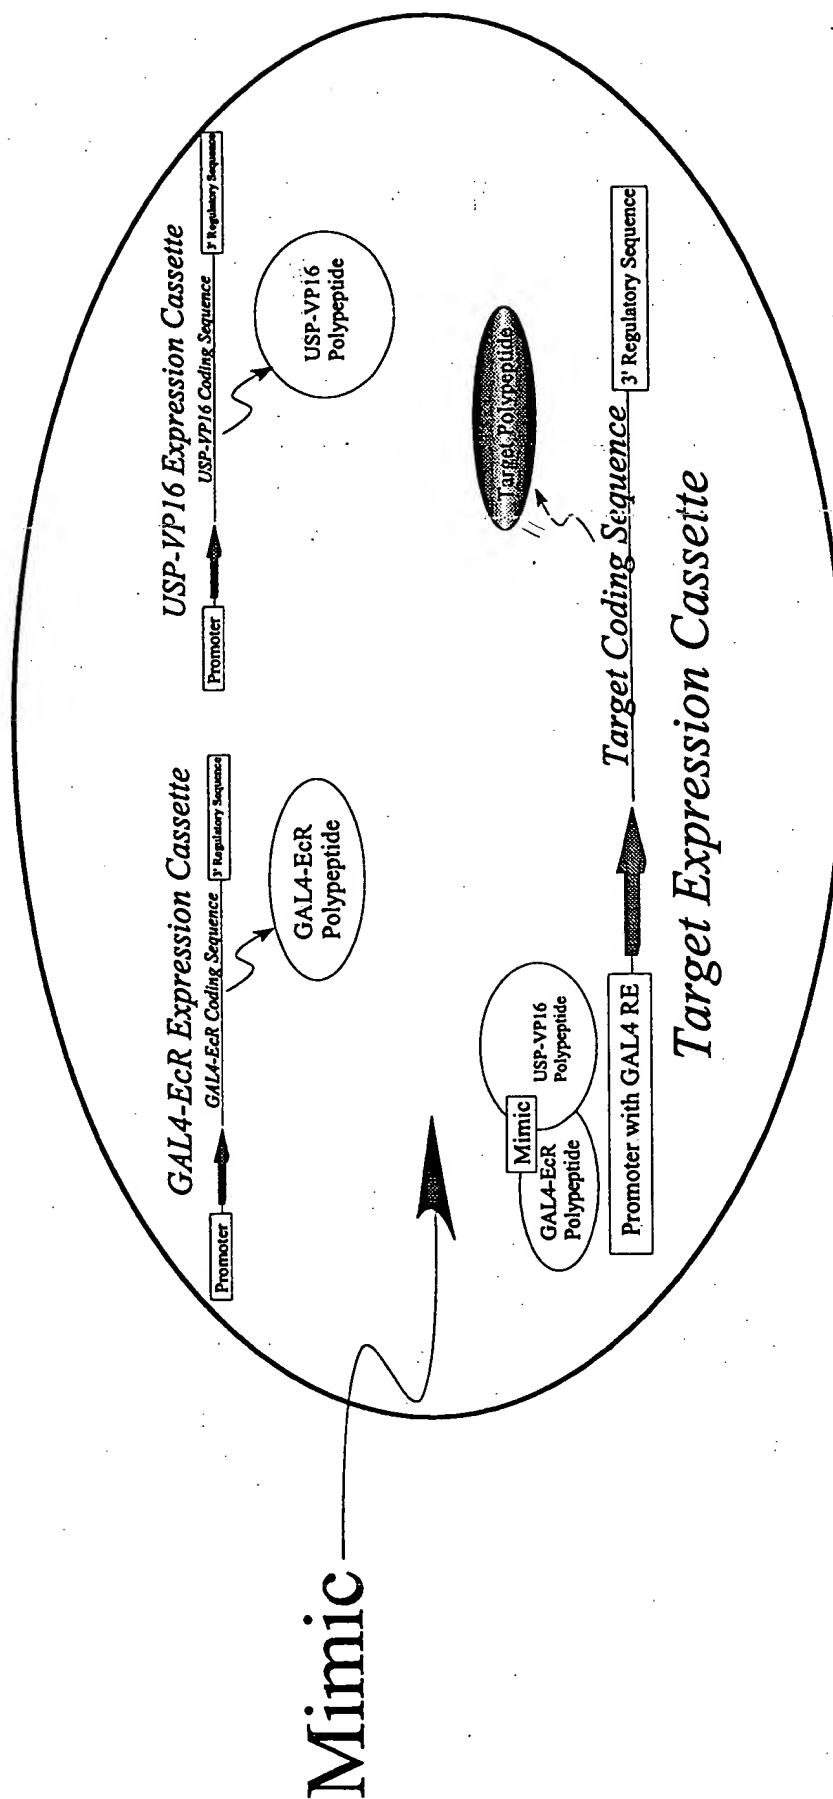 Mimic
GAL4-EcR Expression Cassette
Promoter
GAL4-EcR Coding Sequence
3' Regulatory Sequence
GAL4-EcR
Polypeptide
USP-VP16 Expression Cassette
Promoter
USP-VP16 Coding Sequence
3' Regulatory Sequence
USP-VP16
Polypeptide
Mimic
GAL4-EcR
Polypeptide
USP-VP16
Polypeptide
Promoter with GAL4 RE
Target Coding Sequence
3' Regulatory Sequence
Target Polypeptide
Target Expression Cassette